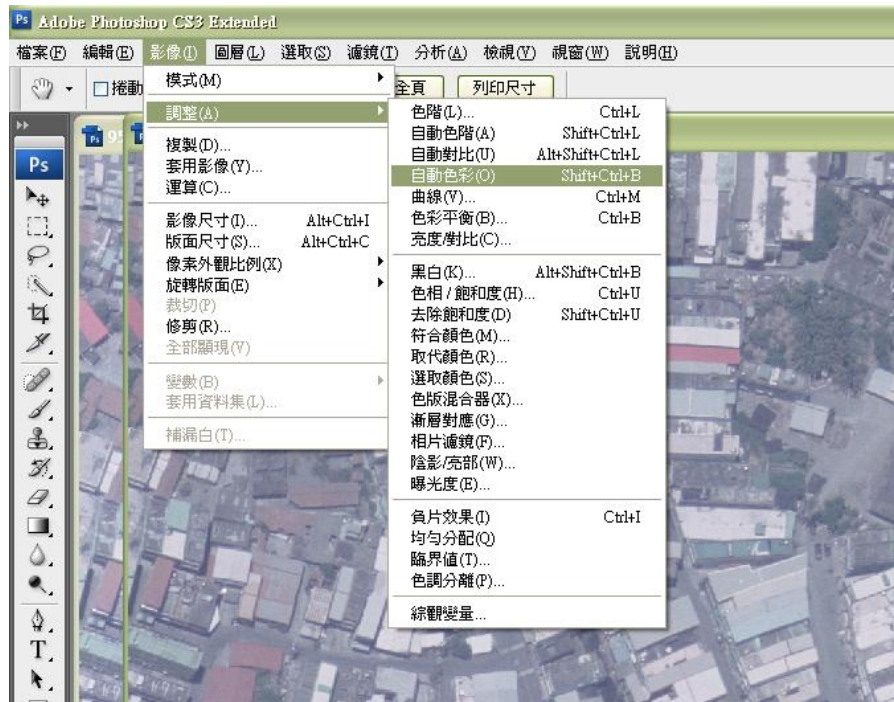 Ps Adobe Photoshop CS3 Extended
檔案(F) 編輯(E) 影像(I) 圖層(L) 選取(S) 濾鏡(T) 分析(A) 檢視(V) 視窗(W) 說明(H)
捲動
全頁
列印尺寸
Ps
T
模式(M)
調整(A)
複製(D)...
套用影像(Y)...
運算(C)...
影像尺寸(I)... Alt+Ctrl+I
版面尺寸(S)... Alt+Ctrl+C
像素外觀比例(X)
旋轉版面(E)
裁切(P)
修剪(R)...
全部顯現(V)
變數(B)
套用資料集(L)...
補漏白(T)...
色階(L)... Ctrl+L
自動色階(A) Shift+Ctrl+L
自動對比(U) Alt+Shift+Ctrl+L
自動色彩(O) Shift+Ctrl+B
曲線(V)... Ctrl+M
色彩平衡(B)... Ctrl+B
亮度/對比(C)...
黑白(K)... Alt+Shift+Ctrl+B
色相 / 飽和度(H)... Ctrl+U
去除飽和度(D) Shift+Ctrl+U
符合顏色(M)...
取代顏色(R)...
選取顏色(S)...
色版混合器(X)...
漸層對應(G)...
相片濾鏡(F)...
陰影/亮部(W)...
曝光度(E)...
負片效果(I) Ctrl+I
均勻分配(Q)
臨界值(T)...
色調分離(P)...
綜觀變量...